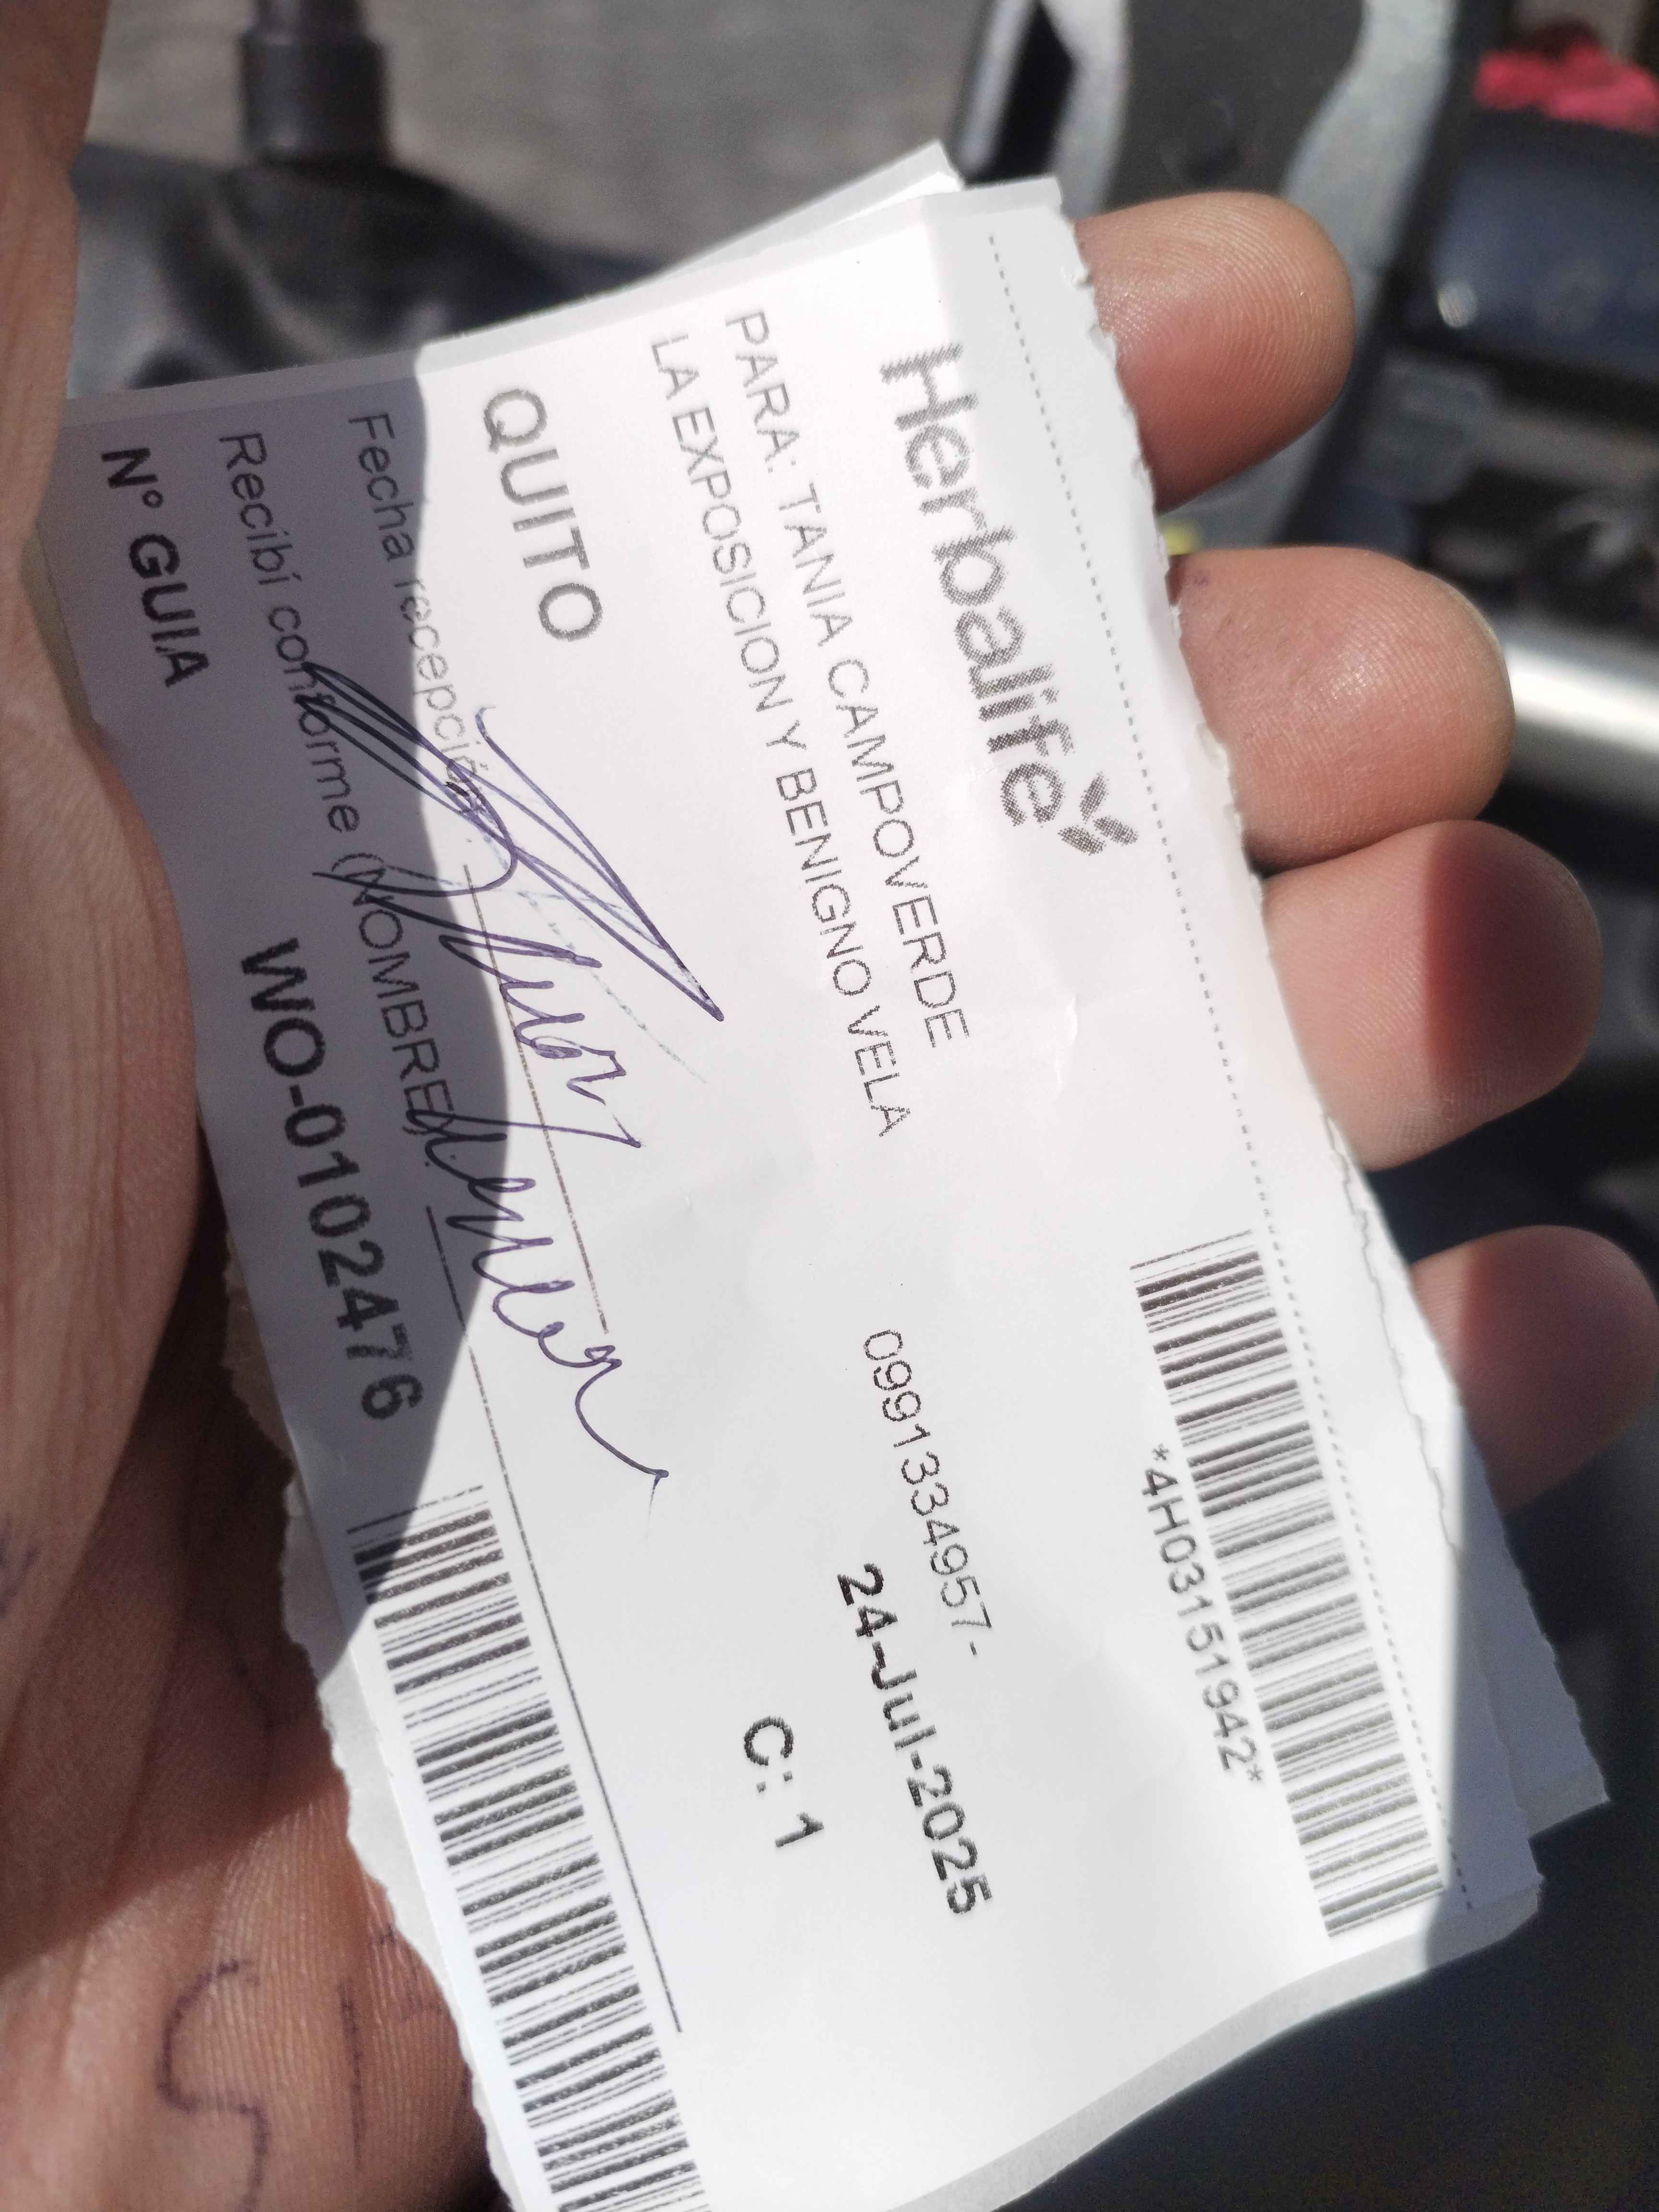 Herbalife
*4H03151942*
PARA: TANIA CAMPOVERDE 0991334957-
LA EXPOSICION Y BENIGNO VELA 24-Jul-2025
QUITO C: 1
Fecha recepción
Recibí conforme (NOMBRE)
N° GUIA WO-0102476